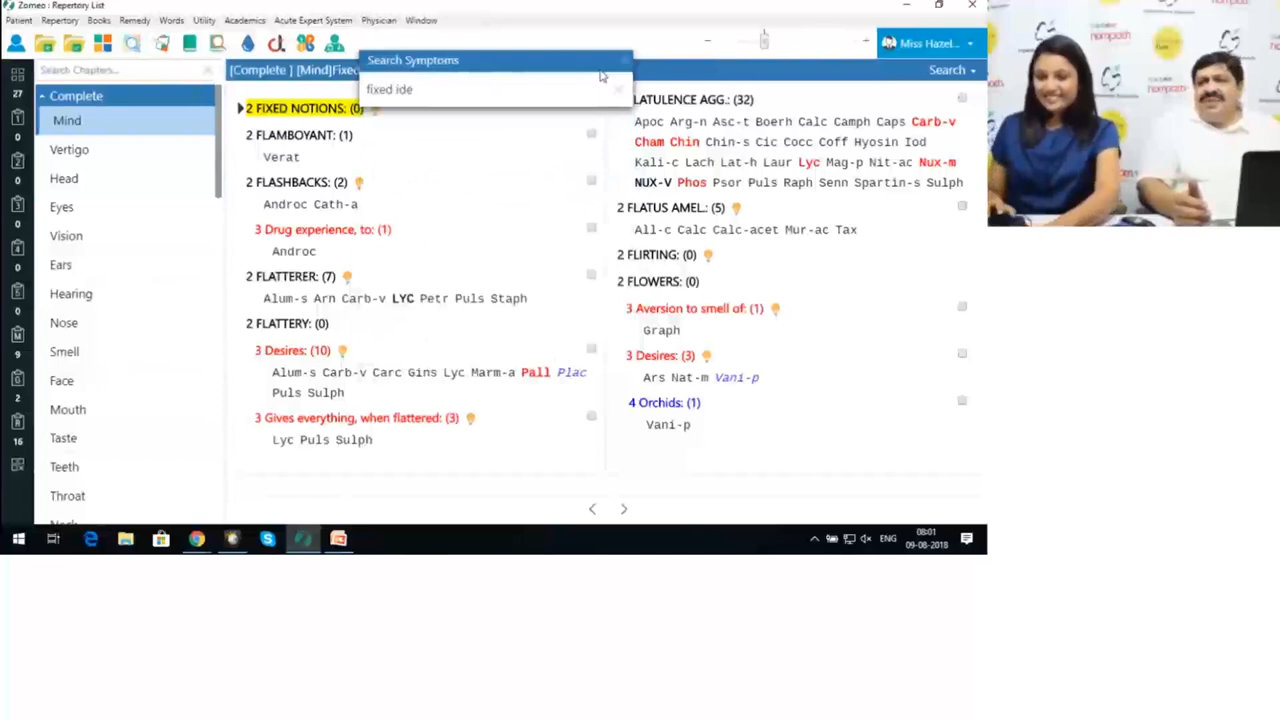 Zomeo : Repertory List
Patient Repertory Books Remedy Words Utility Academics Acute Expert System Physician Window
Miss Hazel...
Search Chapters...
[Complete ] [Mind]Fixed
Search
Search Symptoms
fixed ide
27
1
0
2
0
3
0
4
0
0
M
9
G
2
R
16
Complete
Mind
Vertigo
Head
Eyes
Vision
Ears
Hearing
Nose
Smell
Face
Mouth
Taste
Teeth
Throat
2 FIXED NOTIONS: (0)
2 FLAMBOYANT: (1)
Verat
2 FLASHBACKS: (2)
Androc Cath-a
3 Drug experience, to: (1)
Androc
2 FLATTERER: (7)
Alum-s Arn Carb-v LYC Petr Puls Staph
2 FLATTERY: (0)
3 Desires: (10)
Alum-s Carb-v Carc Gins Lyc Marm-a Pall Plac
Puls Sulph
3 Gives everything, when flattered: (3)
Lyc Puls Sulph
LATULENCE AGG.: (32)
Apoc Arg-n Asc-t Boerh Calc Camph Caps Carb-v
Cham Chin Chin-s Cic Cocc Coff Hyosin Iod
Kali-c Lach Lat-h Laur Lyc Mag-p Nit-ac Nux-m
NUX-V Phos Psor Puls Raph Senn Spartin-s Sulph
2 FLATUS AMEL.: (5)
All-c Calc Calc-acet Mur-ac Tax
2 FLIRTING: (0)
2 FLOWERS: (0)
3 Aversion to smell of: (1)
Graph
3 Desires: (3)
Ars Nat-m Vani-p
4 Orchids: (1)
Vani-p
ENG
08:01
09-08-2018